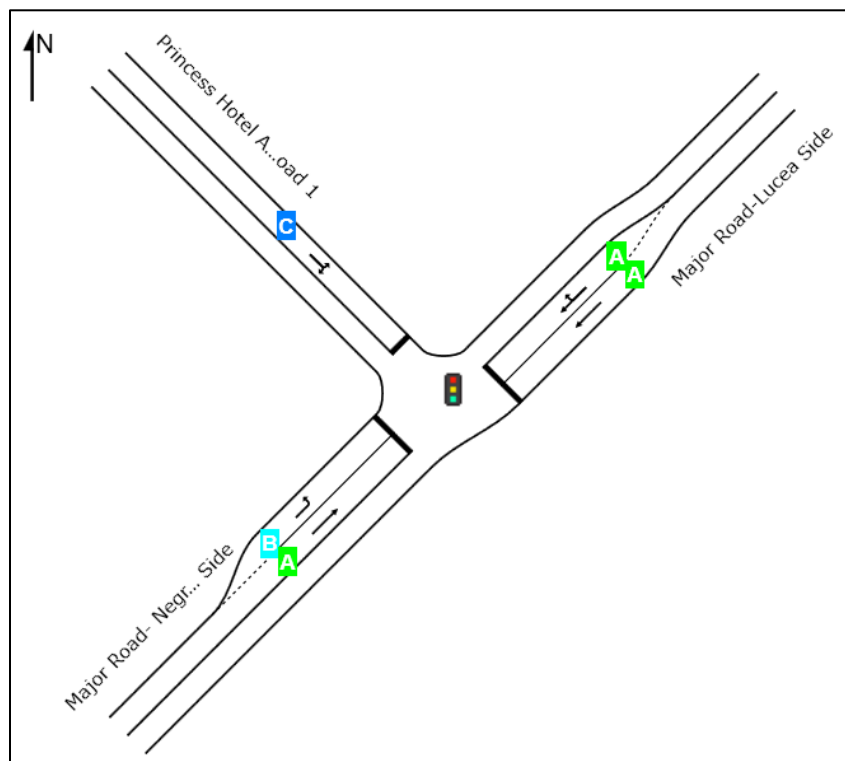 N
Princess Hotel A...oad 1
Major Road-Lucea Side
C
A
A
B
A
Major Road- Negr... Side